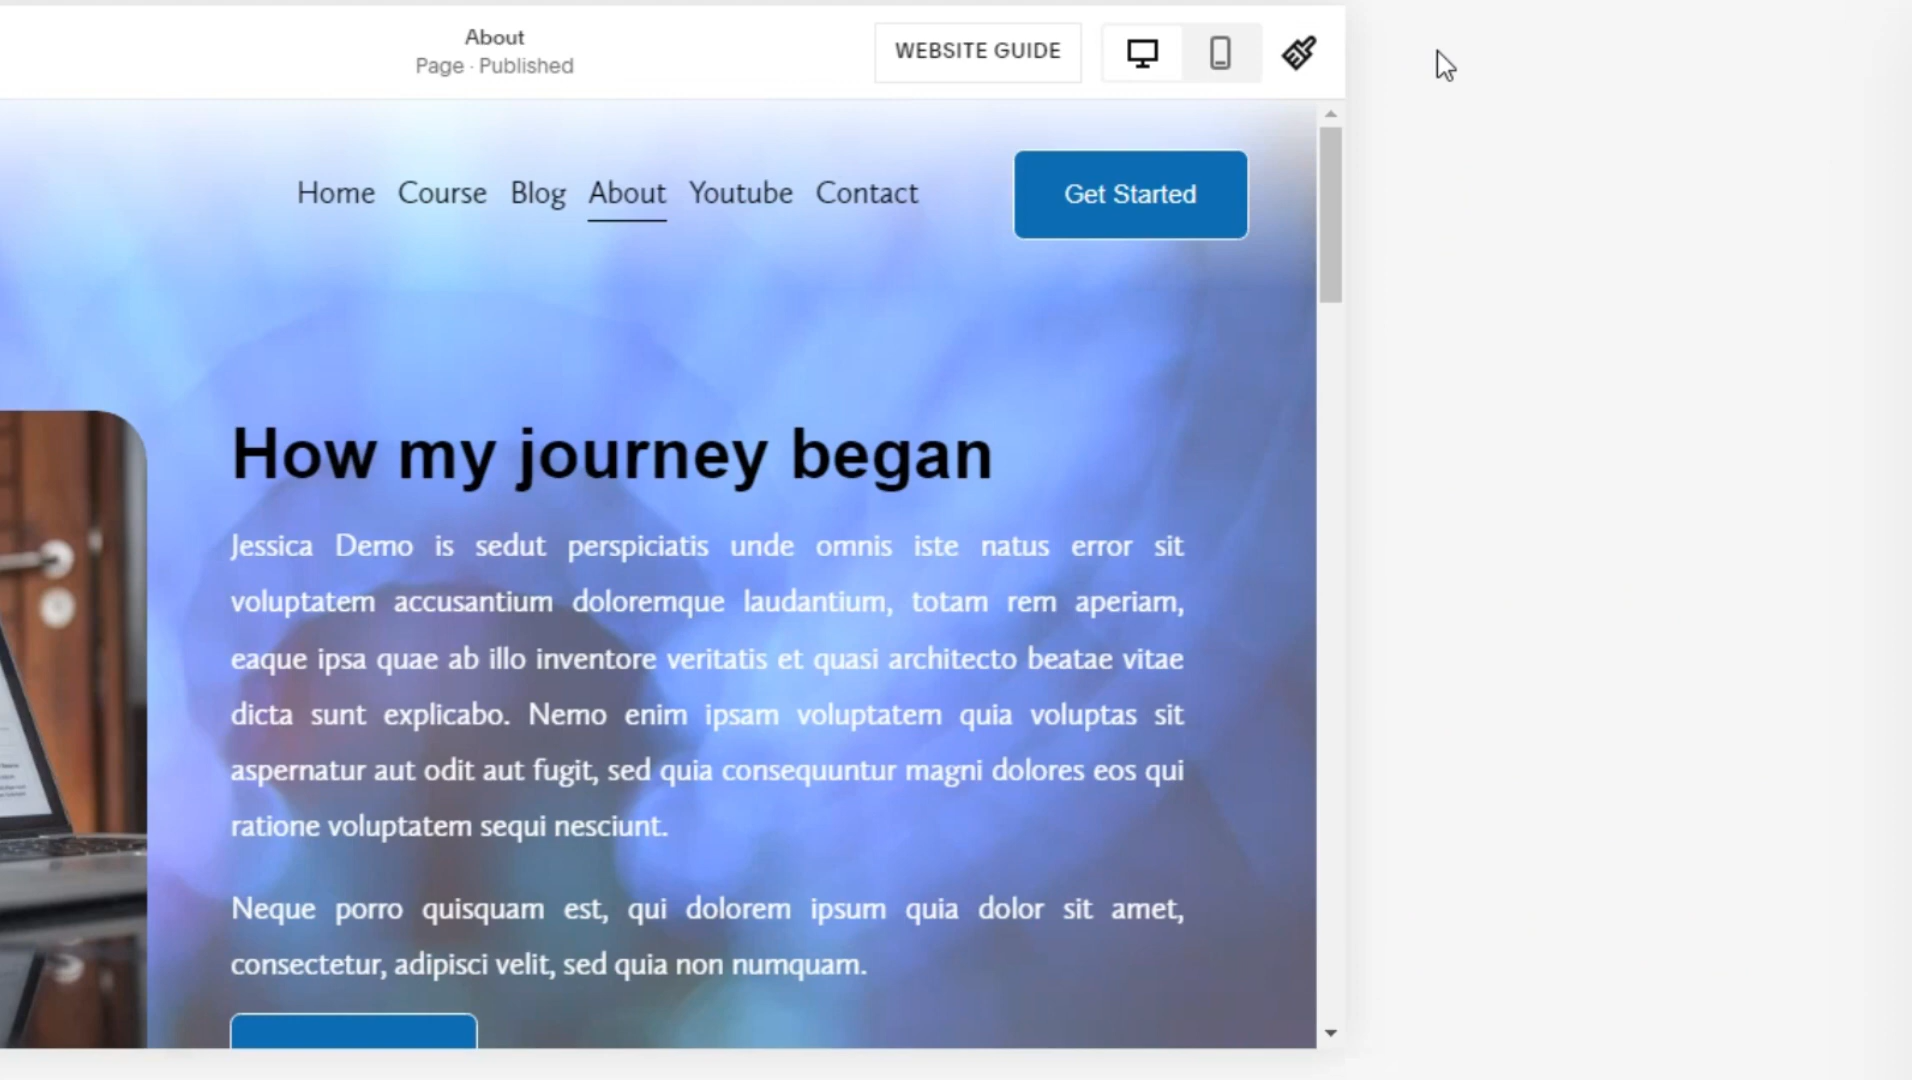 About
Page · Published
WEBSITE GUIDE
Home Course Blog About Youtube Contact
Get Started
How my journey began
Jessica Demo is sedut perspiciatis unde omnis iste natus error sit
voluptatem accusantium doloremque laudantium, totam rem aperiam,
eaque ipsa quae ab illo inventore veritatis et quasi architecto beatae vitae
dicta sunt explicabo. Nemo enim ipsam voluptatem quia voluptas sit
aspernatur aut odit aut fugit, sed quia consequuntur magni dolores eos qui
ratione voluptatem sequi nesciunt.
Neque porro quisquam est, qui dolorem ipsum quia dolor sit amet,
consectetur, adipisci velit, sed quia non numquam.